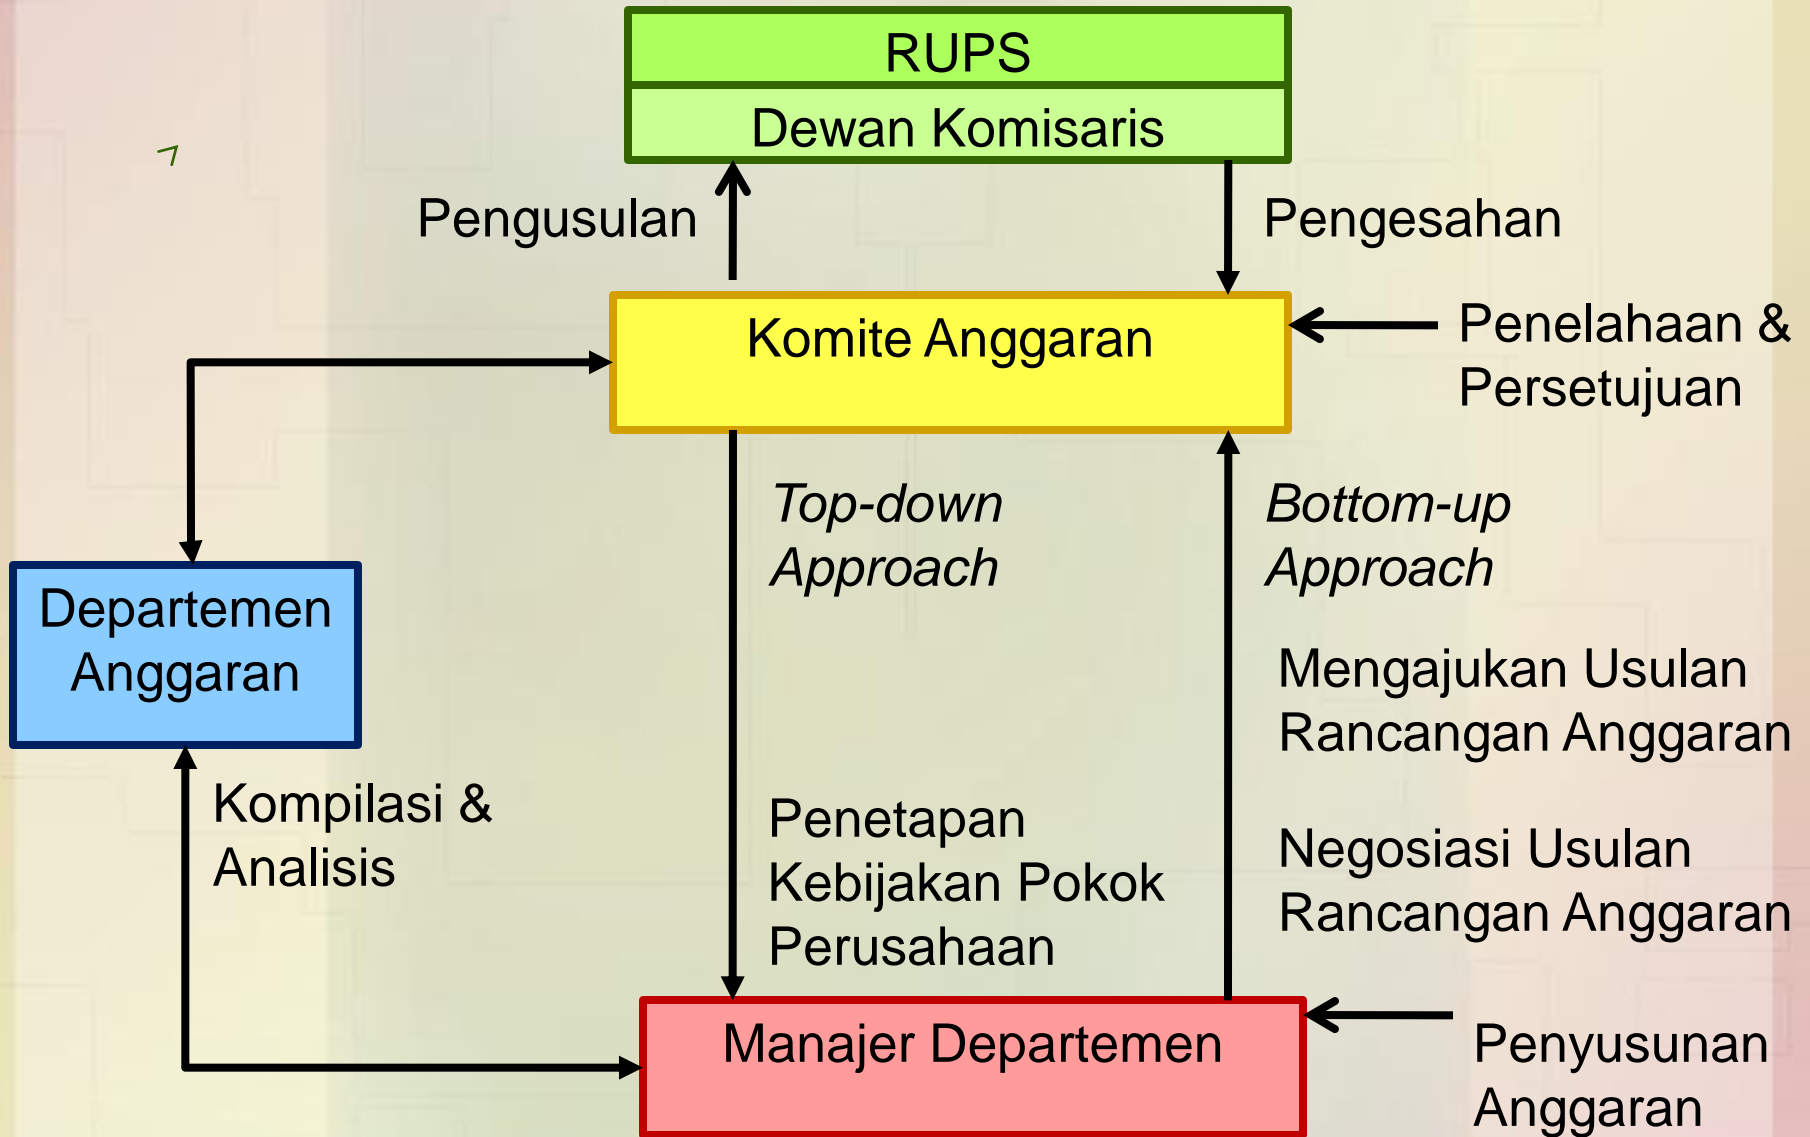 RUPS
Dewan Komisaris
Pengusulan
Pengesahan
Komite Anggaran
Penelahaan &
Persetujuan
Top-down
Approach
Bottom-up
Approach
Departemen
Anggaran
Mengajukan Usulan
Rancangan Anggaran
Kompilasi &
Analisis
Penetapan
Kebijakan Pokok
Perusahaan
Negosiasi Usulan
Rancangan Anggaran
Manajer Departemen
Penyusunan
Anggaran